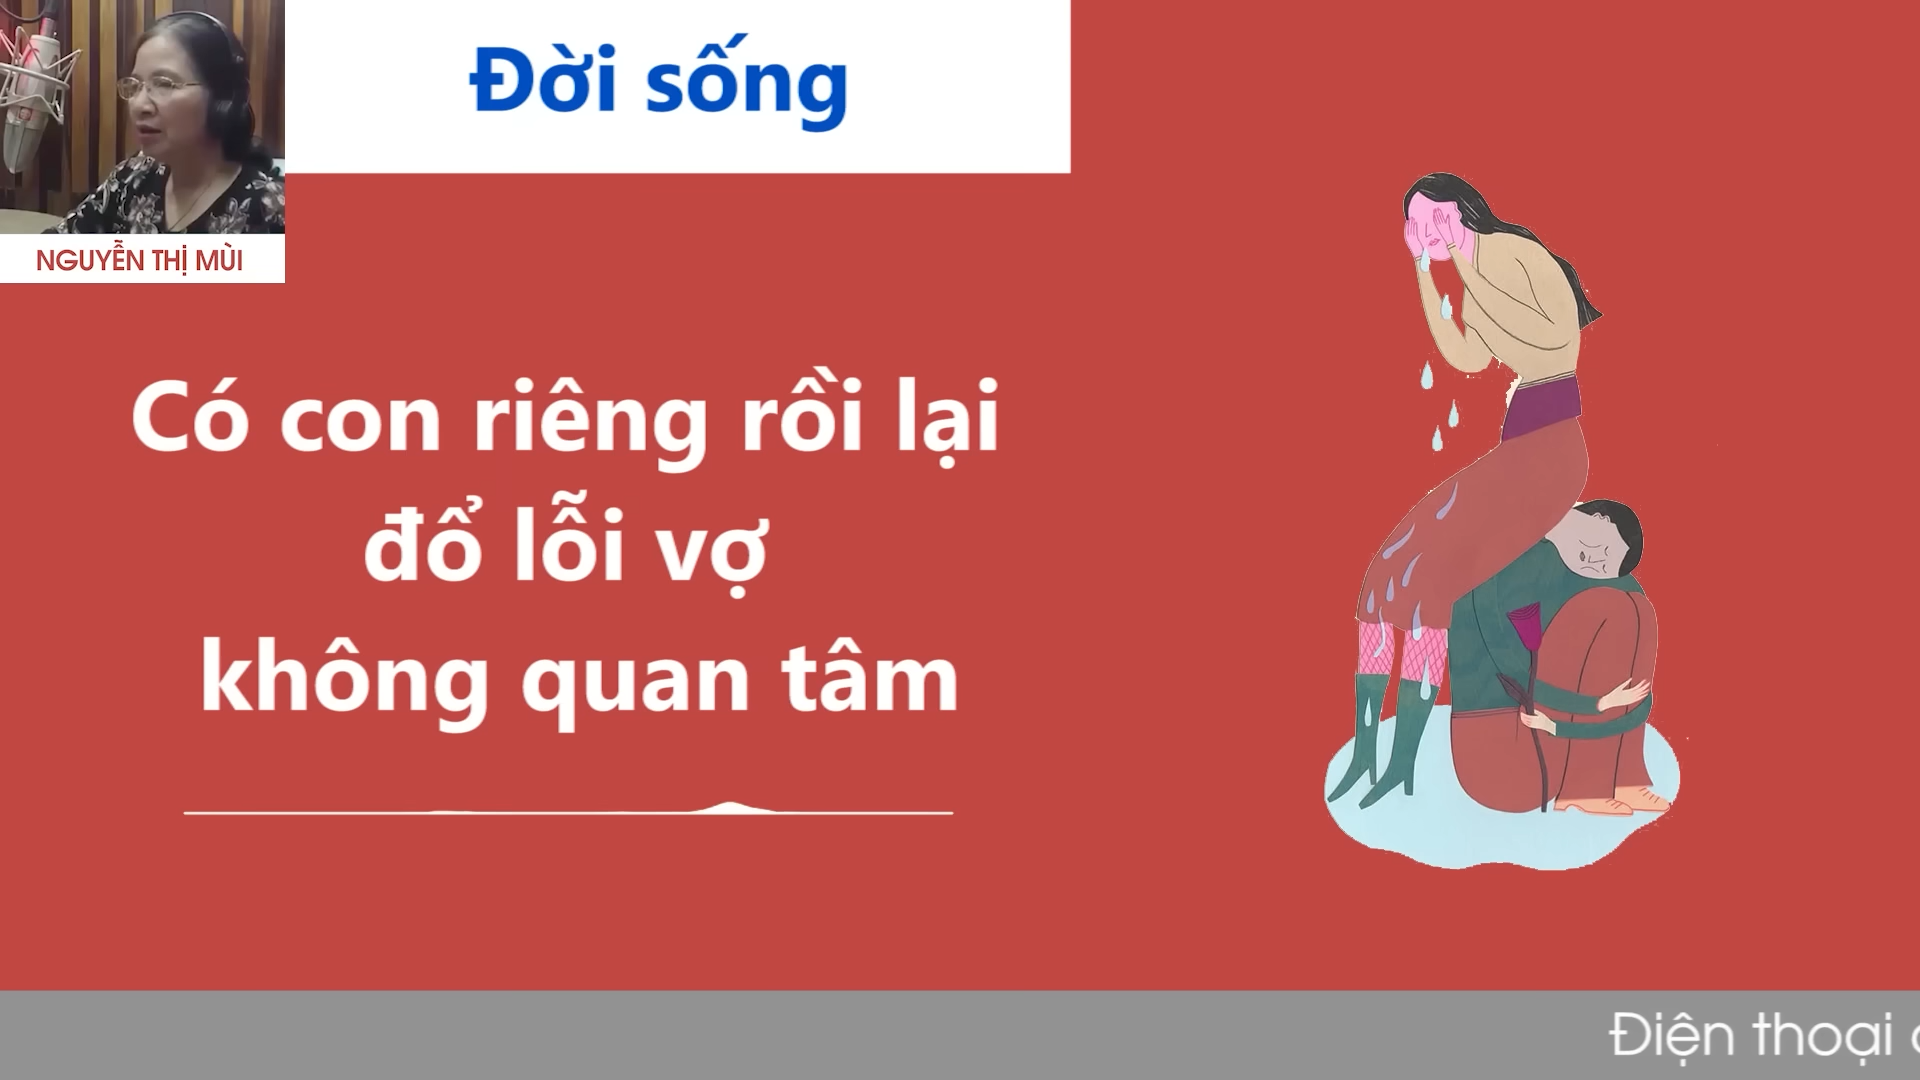 Đời sống
NGUYỄN THỊ MÙI
Có con riêng rồi lại
đổ lỗi vợ
không quan tâm
Điện thoại